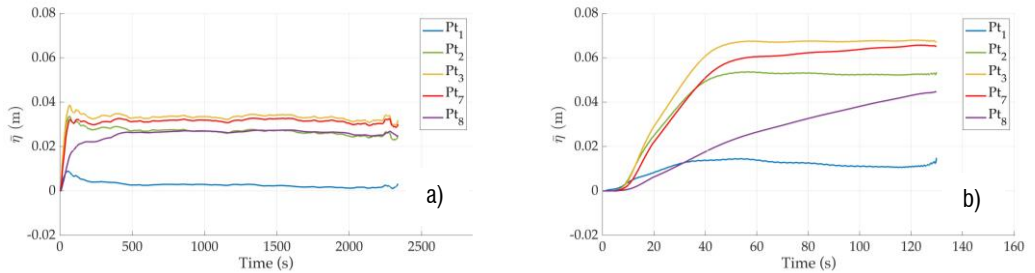 0.08
0.06
0.04
0.02
0
-0.02
η̄ (m)
0 500 1000 1500 2000 2500
Time (s)
Pt1
Pt2
Pt3
Pt7
Pt8
a)
0.08
0.06
0.04
0.02
0
-0.02
η̄ (m)
0 20 40 60 80 100 120 140 160
Time (s)
Pt1
Pt2
Pt3
Pt7
Pt8
b)